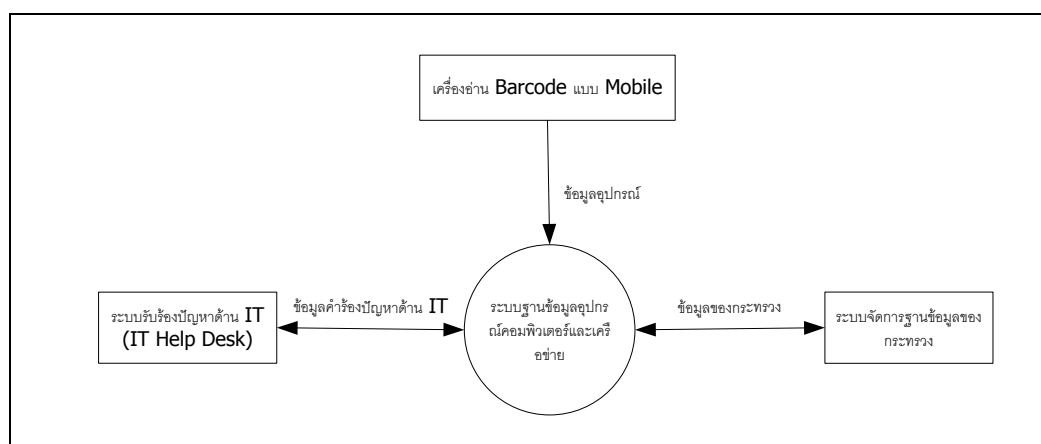 เครื่องอ่าน Barcode แบบ Mobile
ข้อมูลอุปกรณ์
ระบบรับร้องปัญหาด้าน IT
(IT Help Desk)
ข้อมูลคำร้องปัญหาด้าน IT
ระบบฐานข้อมูลอุปกร
ณ์คอมพิวเตอร์และเครื
อข่าย
ข้อมูลของกระทรวง
ระบบจัดการฐานข้อมูลของ
กระทรวง